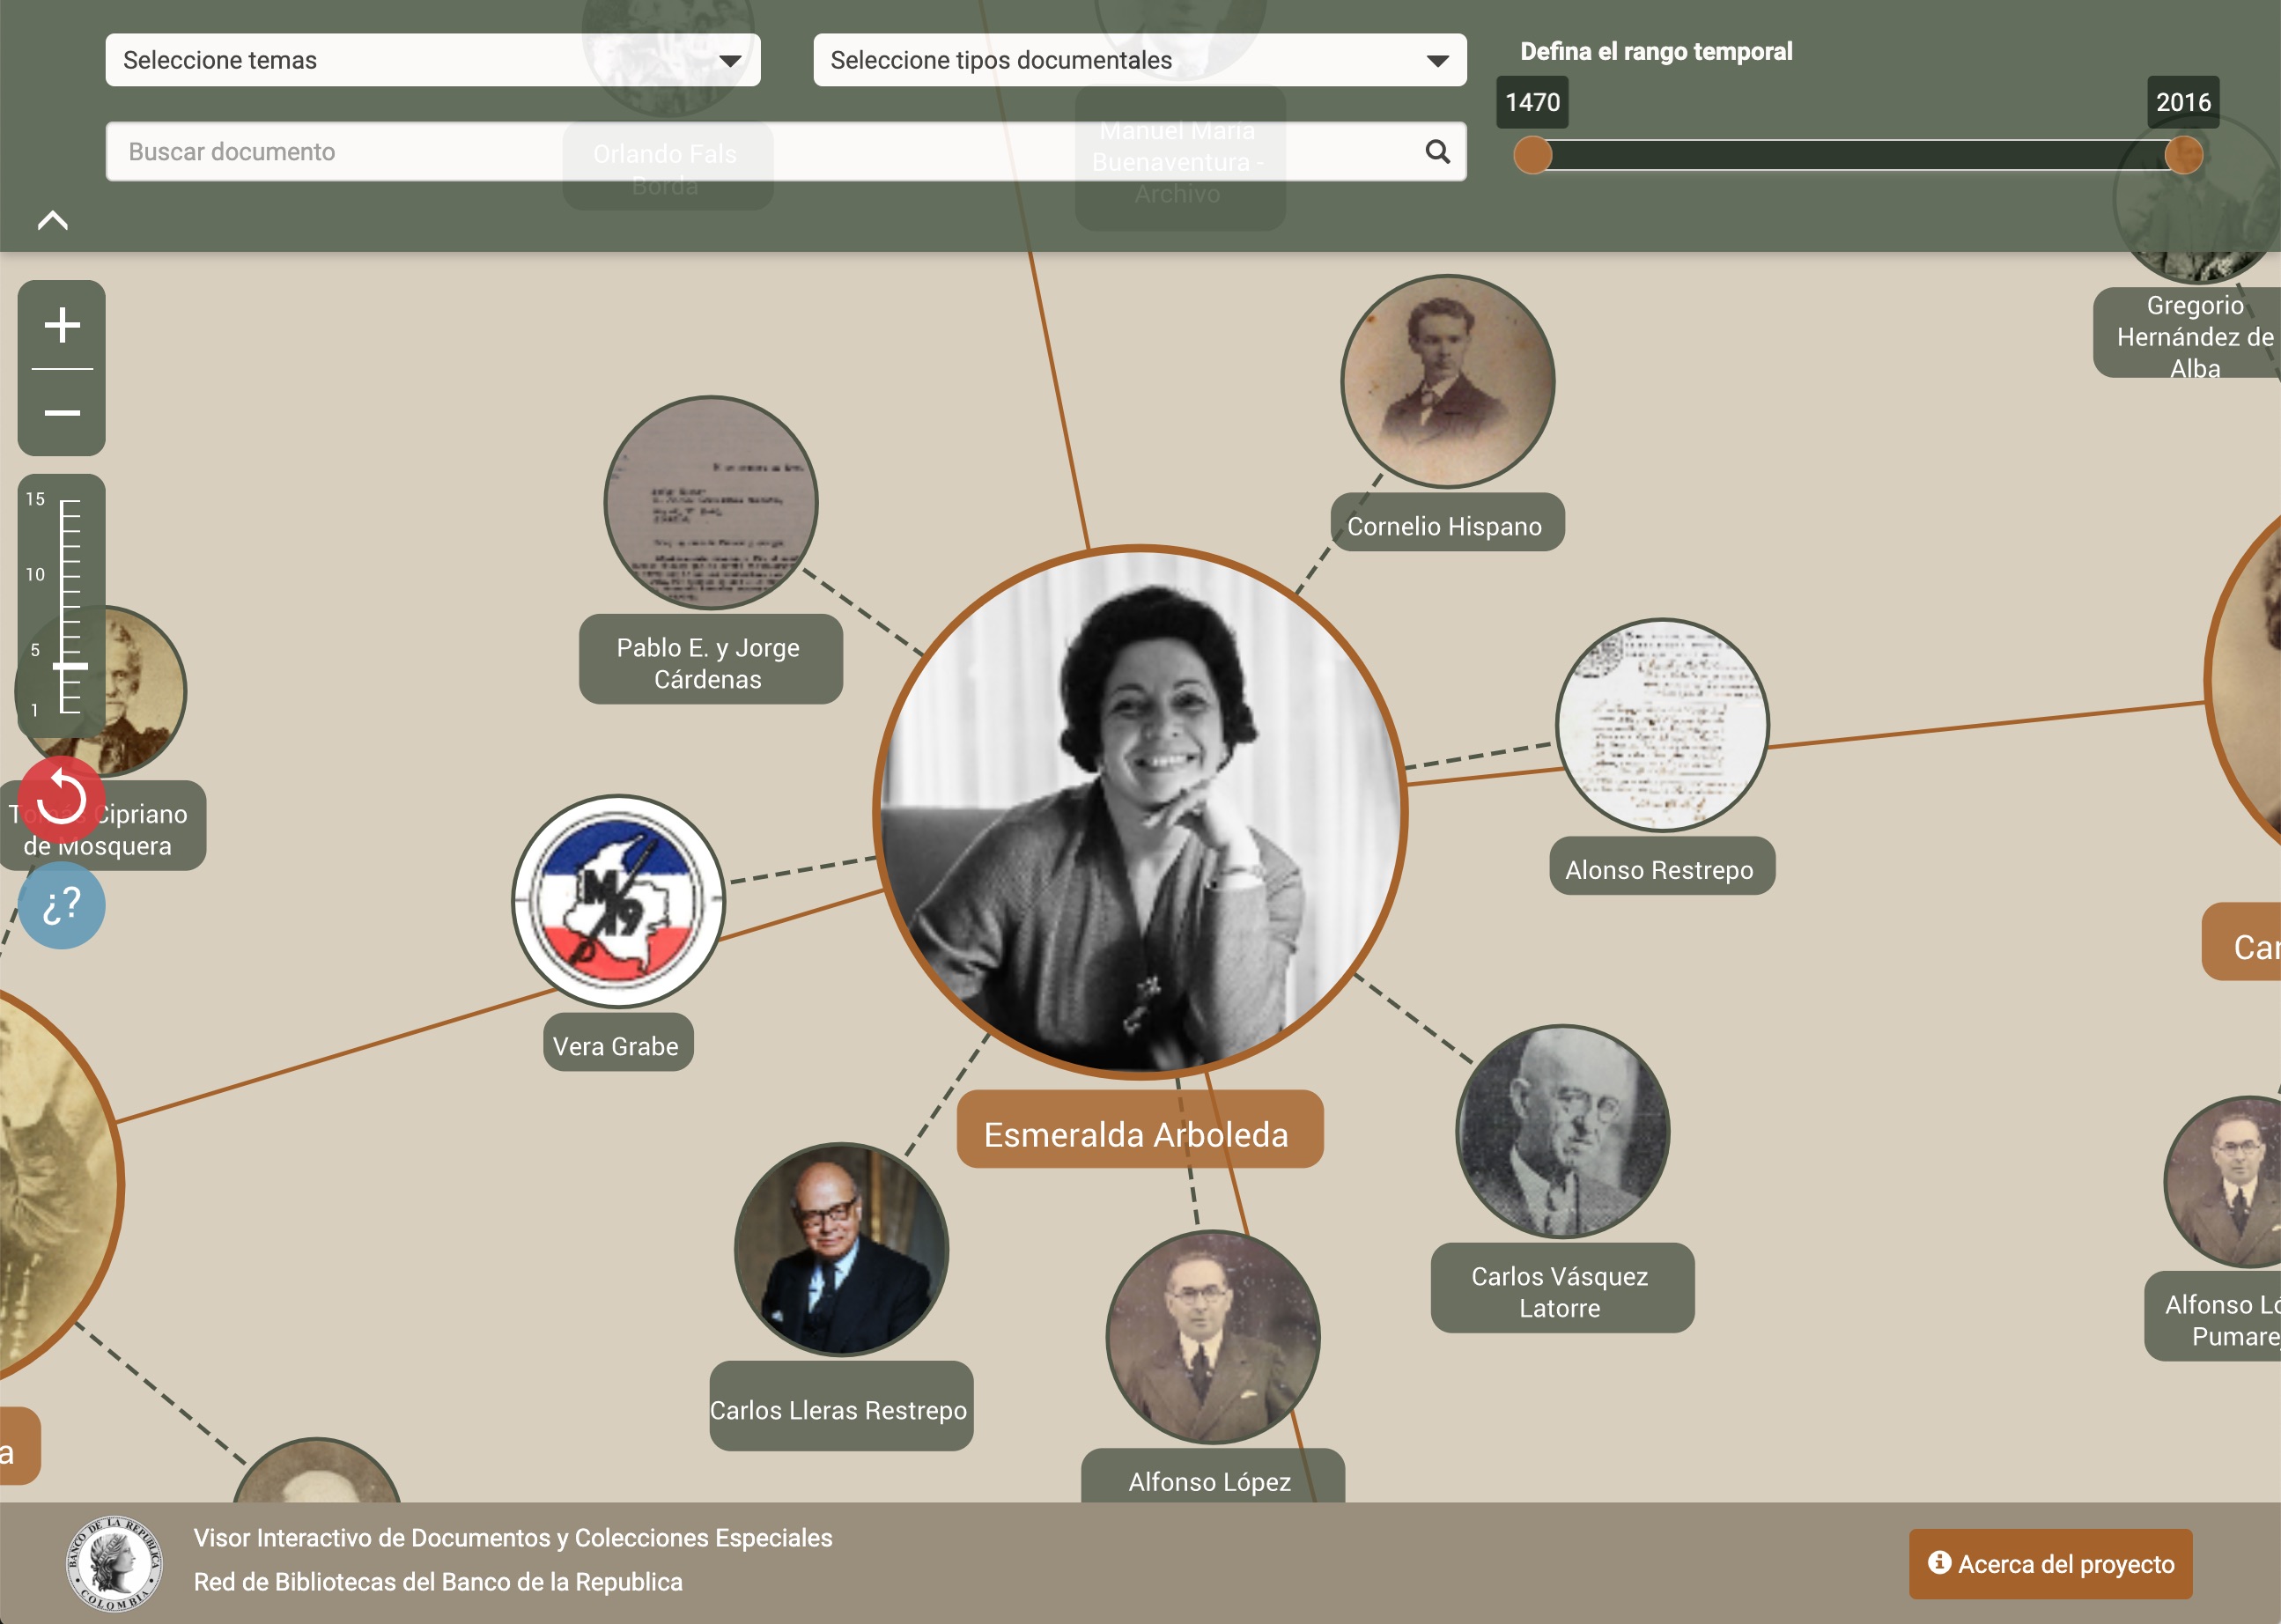 Seleccione temas
Seleccione tipos documentales
Defina el rango temporal
1470
2016
Buscar documento
Orlando Fals
Borda
Manuel María
Buenaventura -
Archivo
Gregorio
Hernández de
Alba
Cornelio Hispano
15
10
5
1
Pablo E. y Jorge
Cárdenas
Cipriano
de Mosquera
¿?
M
19
Alonso Restrepo
Vera Grabe
Esmeralda Arboleda
Carlos Vásquez
Latorre
Carlos Lleras Restrepo
Alfonso López
BANCO DE LA REPUBLICA
COLOMBIA
Visor Interactivo de Documentos y Colecciones Especiales
Red de Bibliotecas del Banco de la Republica
Acerca del proyecto
Car
Alfonso Ló
Pumare
a